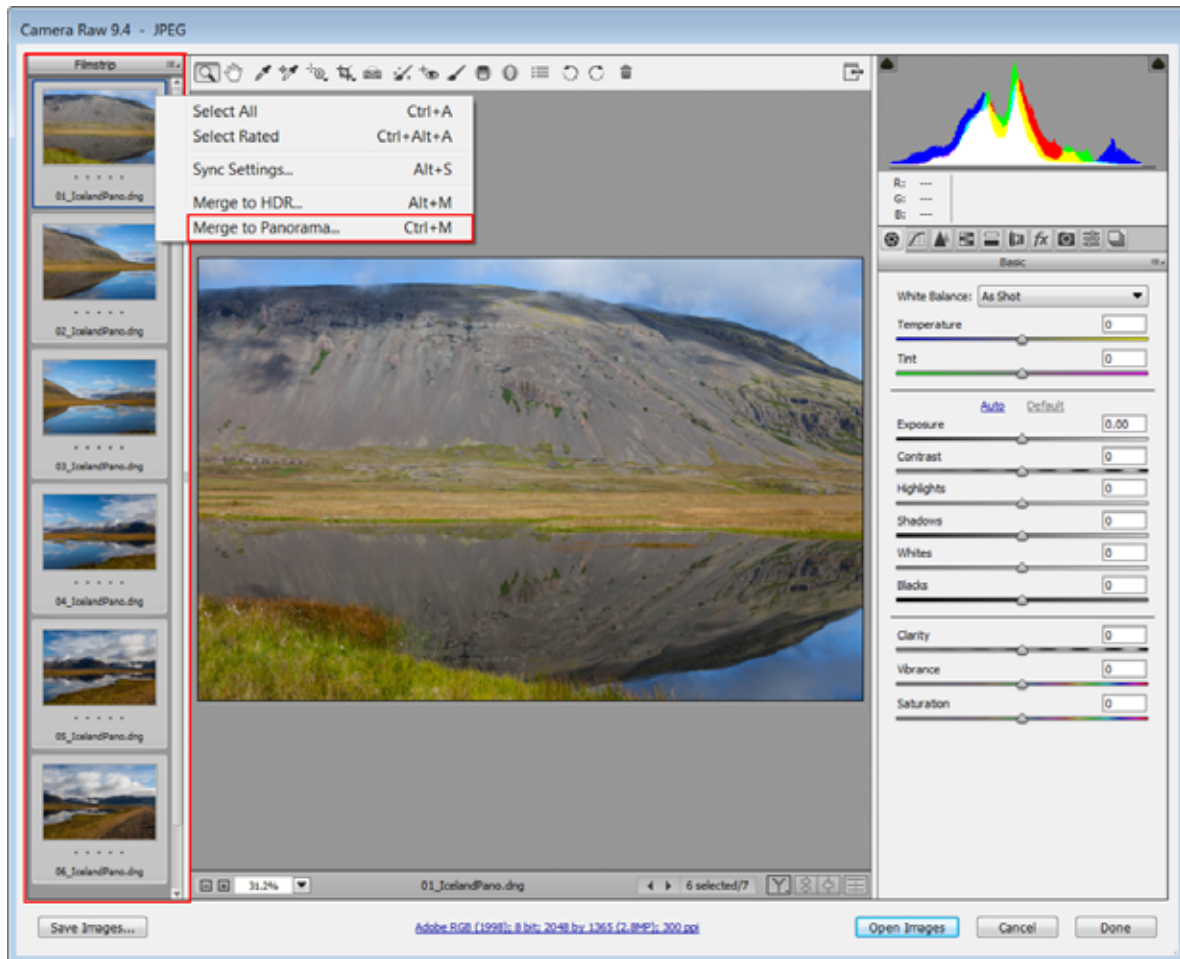 Camera Raw 9.4 - JPEG
Filmstrip
01_IcelandPano.dng
02_IcelandPano.dng
03_IcelandPano.dng
04_IcelandPano.dng
05_IcelandPano.dng
06_IcelandPano.dng
Select All Ctrl+A
Select Rated Ctrl+Alt+A
Sync Settings... Alt+S
Merge to HDR... Alt+M
Merge to Panorama... Ctrl+M
31.2%
01_IcelandPano.dng
6 selected/7
Y
R: ---
G: ---
B: ---
fx
Basic
White Balance: As Shot
Temperature 0
Tint 0
Auto Default
Exposure 0.00
Contrast 0
Highlights 0
Shadows 0
Whites 0
Blacks 0
Clarity 0
Vibrance 0
Saturation 0
Save Images...
Adobe RGB (1998); 8 bit; 2048 by 1365 (2.8MP); 300 ppi
Open Images
Cancel
Done